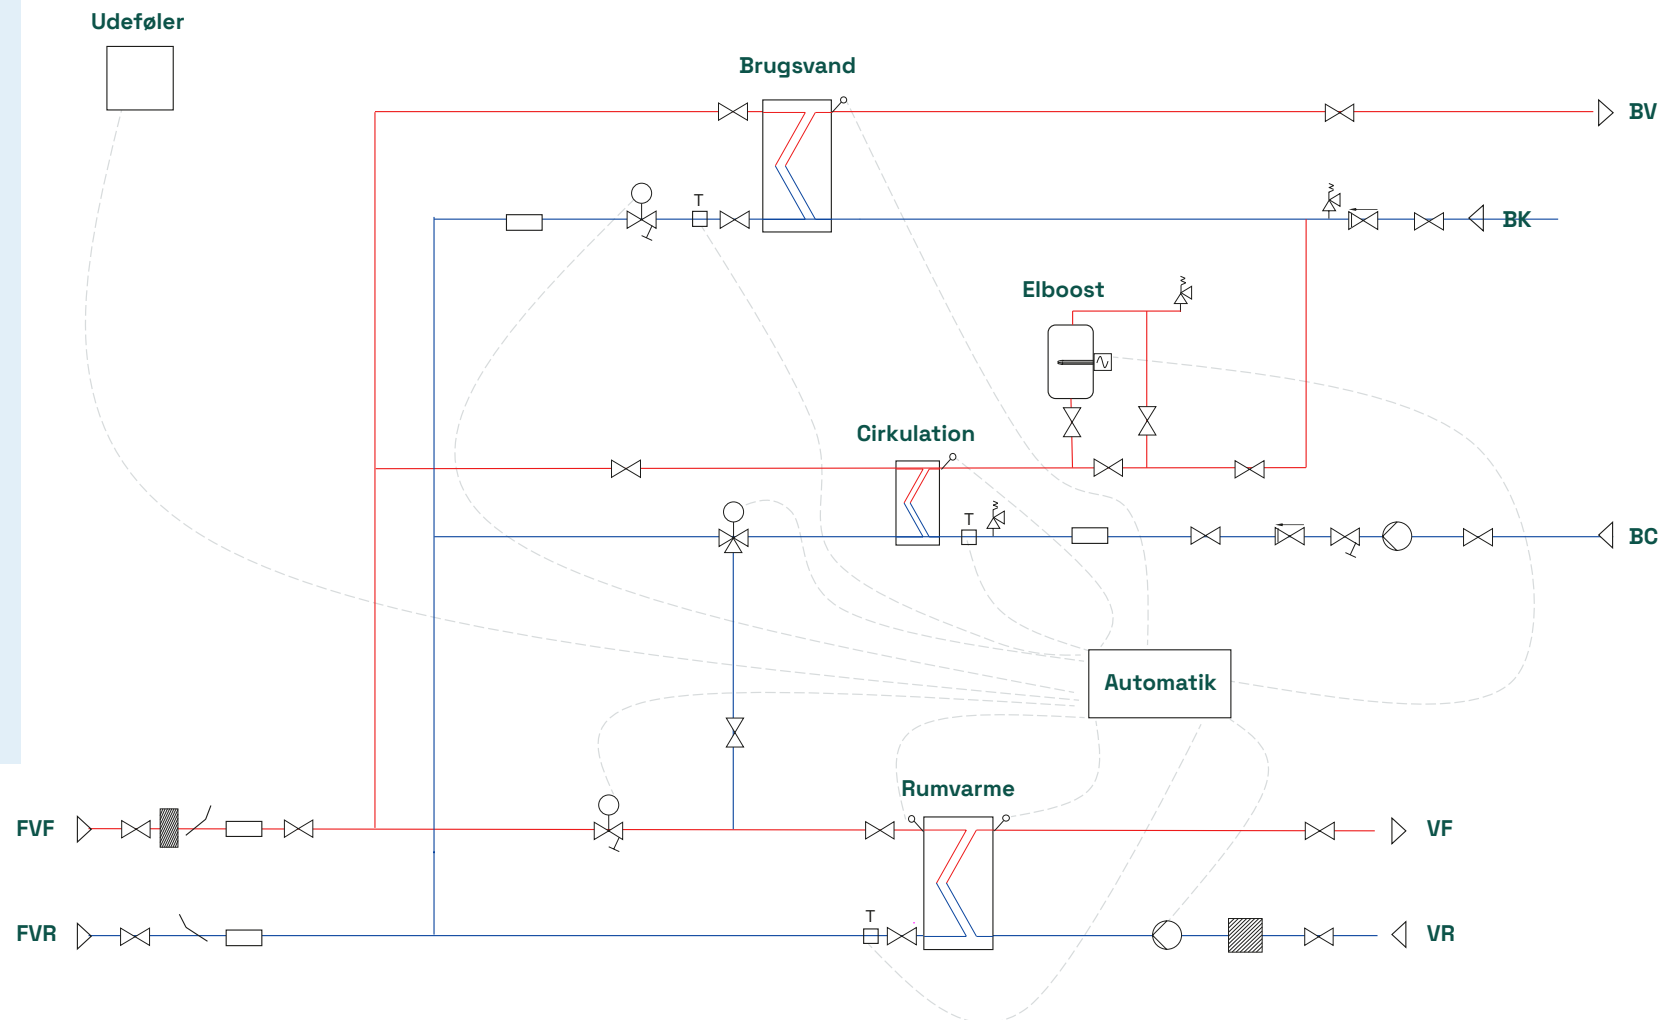 Udeføler
Brugsvand
BV
T
BK
Elboost
Cirkulation
T
BC
Automatik
Rumvarme
FVF
VF
T
FVR
VR